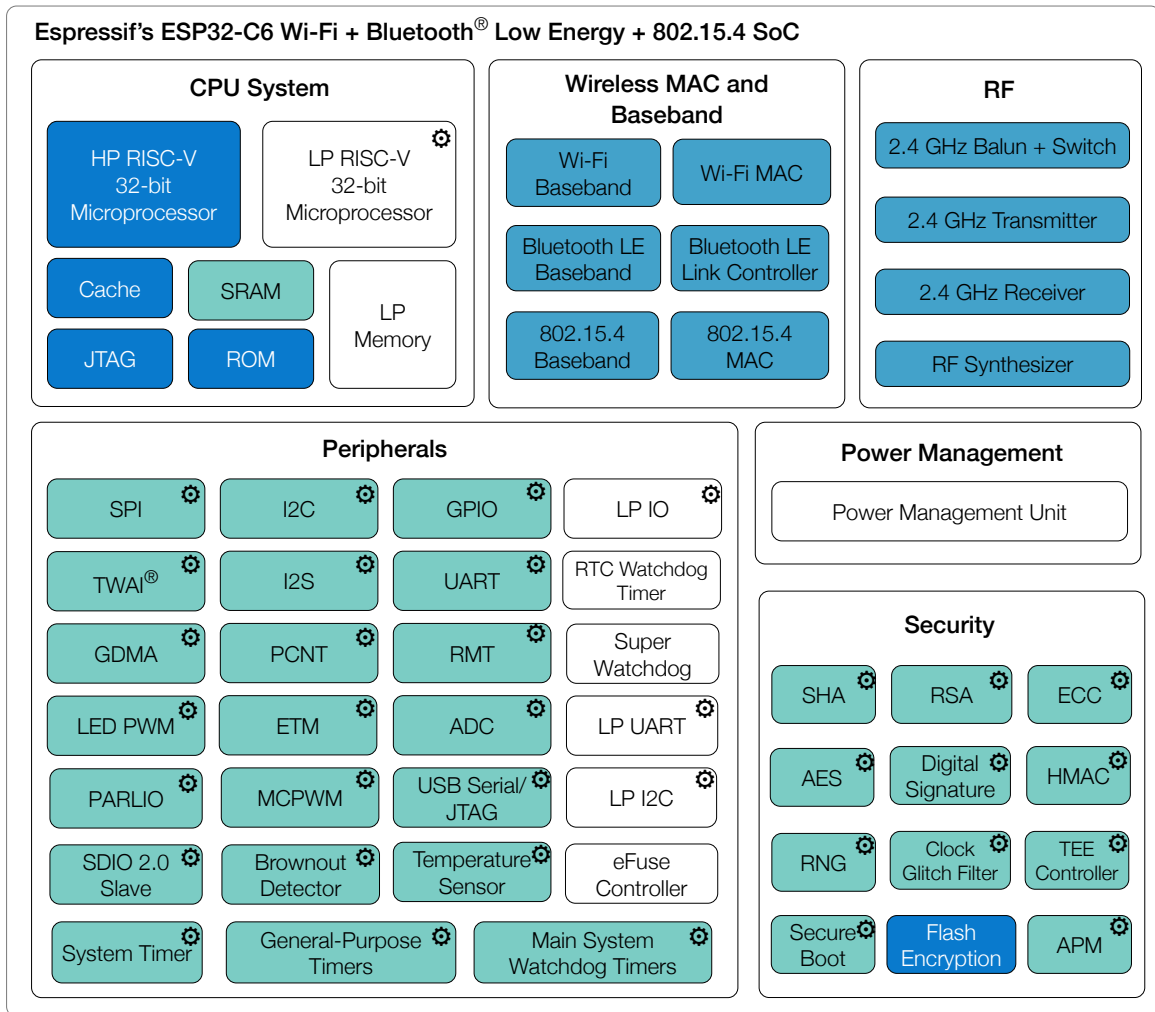 Espressif's ESP32-C6 Wi-Fi + Bluetooth® Low Energy + 802.15.4 SoC
CPU System
HP RISC-V
32-bit
Microprocessor
LP RISC-V
32-bit
Microprocessor
Cache
SRAM
LP
Memory
JTAG
ROM
Wireless MAC and
Baseband
Wi-Fi
Baseband
Wi-Fi MAC
Bluetooth LE
Baseband
Bluetooth LE
Link Controller
802.15.4
Baseband
802.15.4
MAC
RF
2.4 GHz Balun + Switch
2.4 GHz Transmitter
2.4 GHz Receiver
RF Synthesizer
Peripherals
SPI
I2C
GPIO
LP IO
TWAI®
I2S
UART
RTC Watchdog
Timer
GDMA
PCNT
RMT
Super
Watchdog
LED PWM
ETM
ADC
LP UART
PARLIO
MCPWM
USB Serial/
JTAG
LP I2C
SDIO 2.0
Slave
Brownout
Detector
Temperature
Sensor
eFuse
Controller
System Timer
General-Purpose
Timers
Main System
Watchdog Timers
Power Management
Power Management Unit
Security
SHA
RSA
ECC
AES
Digital
Signature
HMAC
RNG
Clock
Glitch Filter
TEE
Controller
Secure
Boot
Flash
Encryption
APM